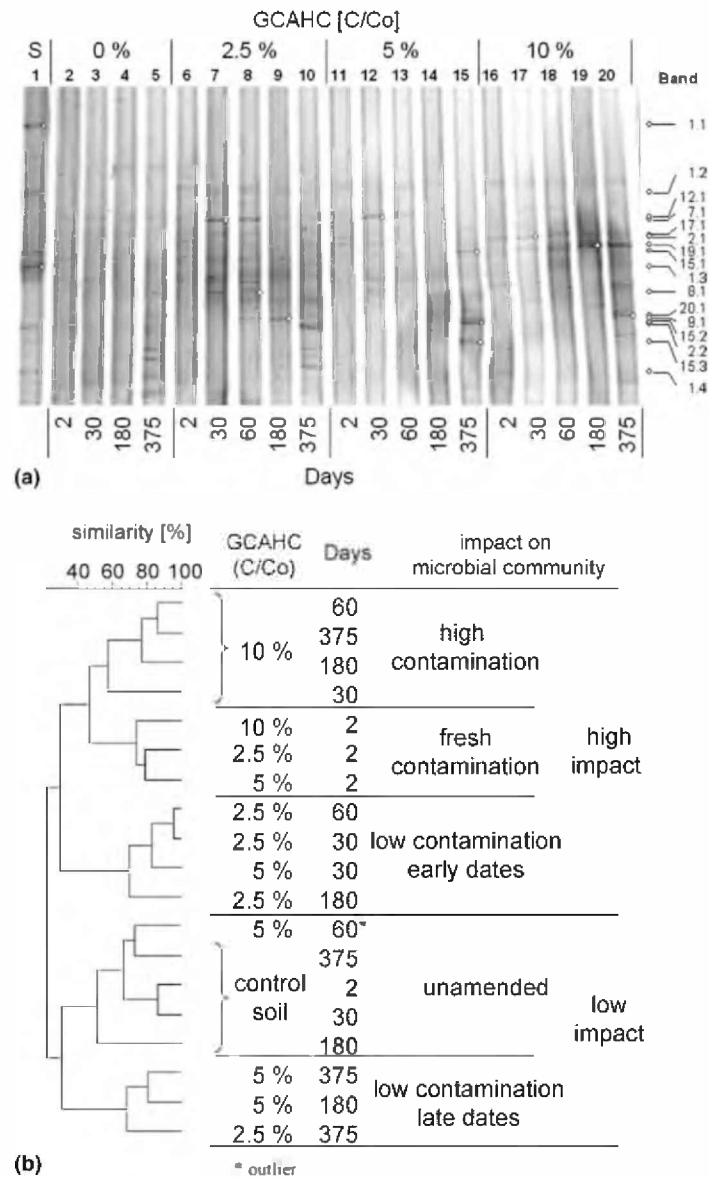 GCAHC [C/Co]
S 0 % 2.5 % 5 % 10 %
1 2 3 4 5 6 7 8 9 10 11 12 13 14 15 16 17 18 19 20 Band
1.1
1.2
12.1
7.1
17.1
2.1
19.1
15.1
1.3
8.1
20.1
9.1
15.2
2.2
15.3
1.4
2 30 180 375 2 30 60 180 375 2 30 60 180 375 2 30 60 180 375
(a) Days
similarity [%] GCAHC (C/Co) Days impact on microbial community
40 60 80 100
60
375
10 % high contamination
180
30
10 % 2
2.5 % 2 fresh contamination high impact
5 % 2
2.5 % 60
2.5 % 30 low contamination early dates
5 % 30
2.5 % 180
5 % 60*
375
control soil 2 unamended low impact
30
180
5 % 375
5 % 180 low contamination late dates
2.5 % 375
(b) * outlier